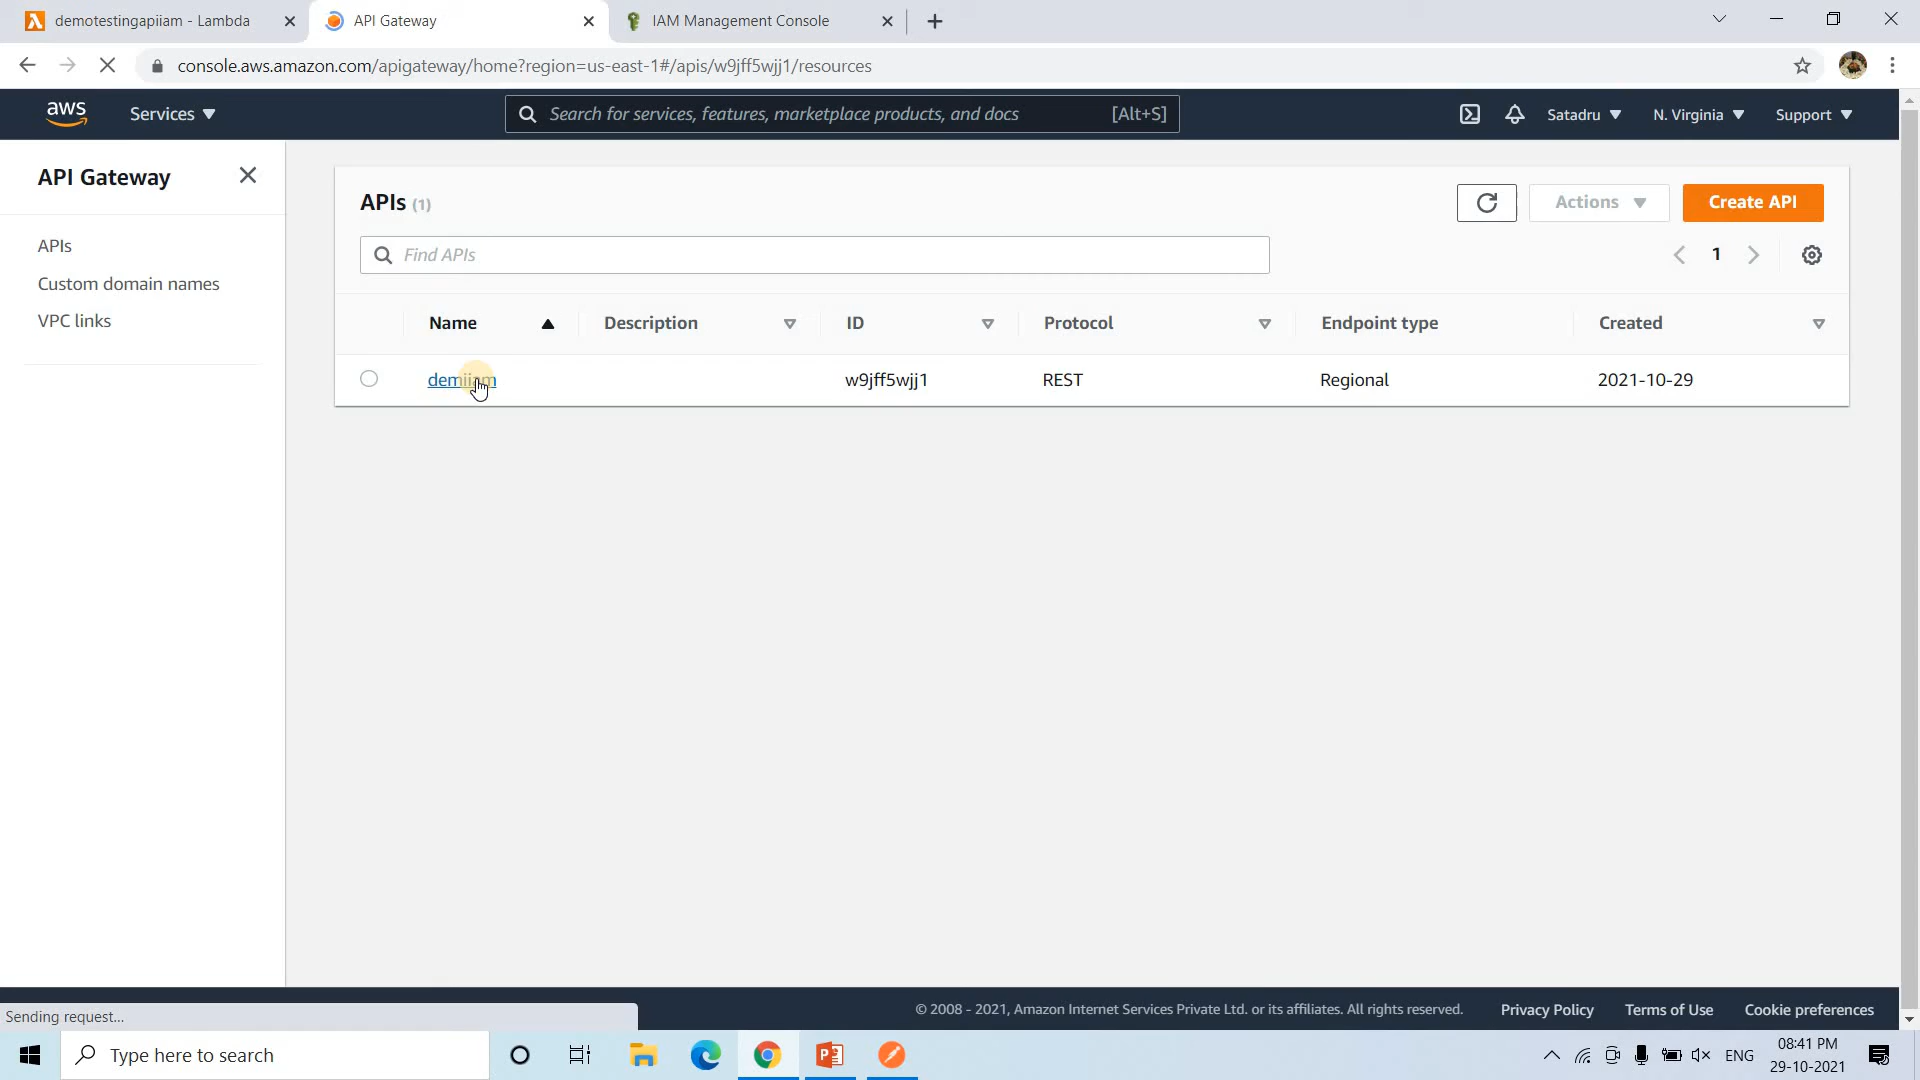 demotestingapiiam - Lambda
API Gateway
IAM Management Console
console.aws.amazon.com/apigateway/home?region=us-east-1#/apis/w9jff5wjj1/resources
aws
Services
Search for services, features, marketplace products, and docs
[Alt+S]
Satadru
N. Virginia
Support
API Gateway
APIs
Custom domain names
VPC links
APIs (1)
Actions
Create API
Find APIs
1
Name
Description
ID
Protocol
Endpoint type
Created
w9jff5wjj1
REST
Regional
2021-10-29
Sending request...
© 2008 - 2021, Amazon Internet Services Private Ltd. or its affiliates. All rights reserved.
Privacy Policy
Terms of Use
Cookie preferences
Type here to search
ENG
08:41 PM
29-10-2021